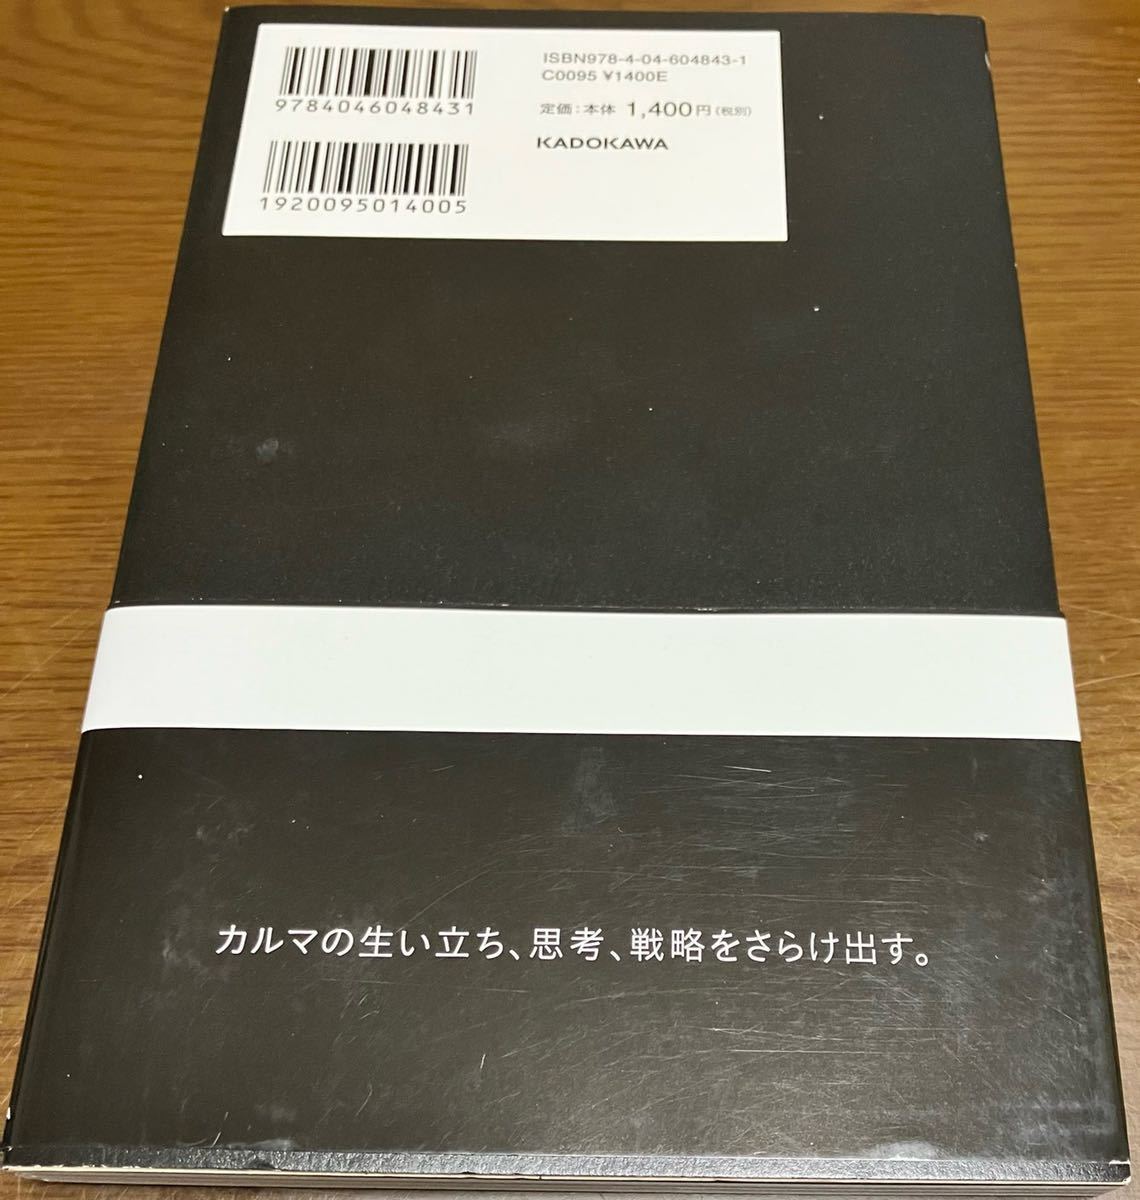 ISBN978-4-04-604843-1
C0095 ¥1400E
定価：本体 1,400円（税別）
KADOKAWA
9784046048431
1920095014005
カルマの生い立ち、思考、戦略をさらけ出す。